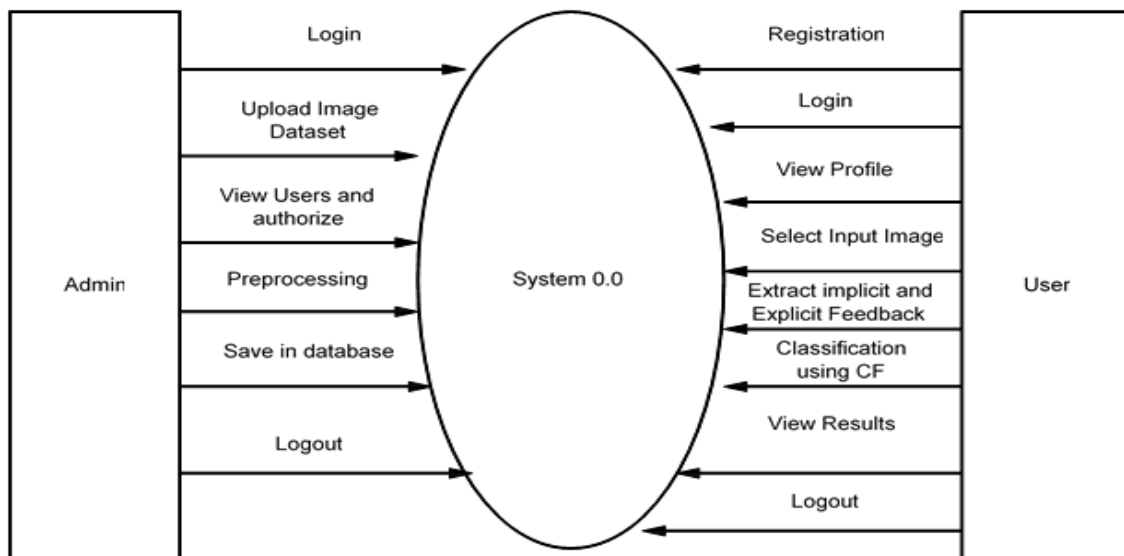 Admin
Login
Upload Image
Dataset
View Users and
authorize
Preprocessing
Save in database
Logout
System 0.0
Registration
Login
View Profile
Select Input Image
Extract implicit and
Explicit Feedback
Classification
using CF
View Results
Logout
User